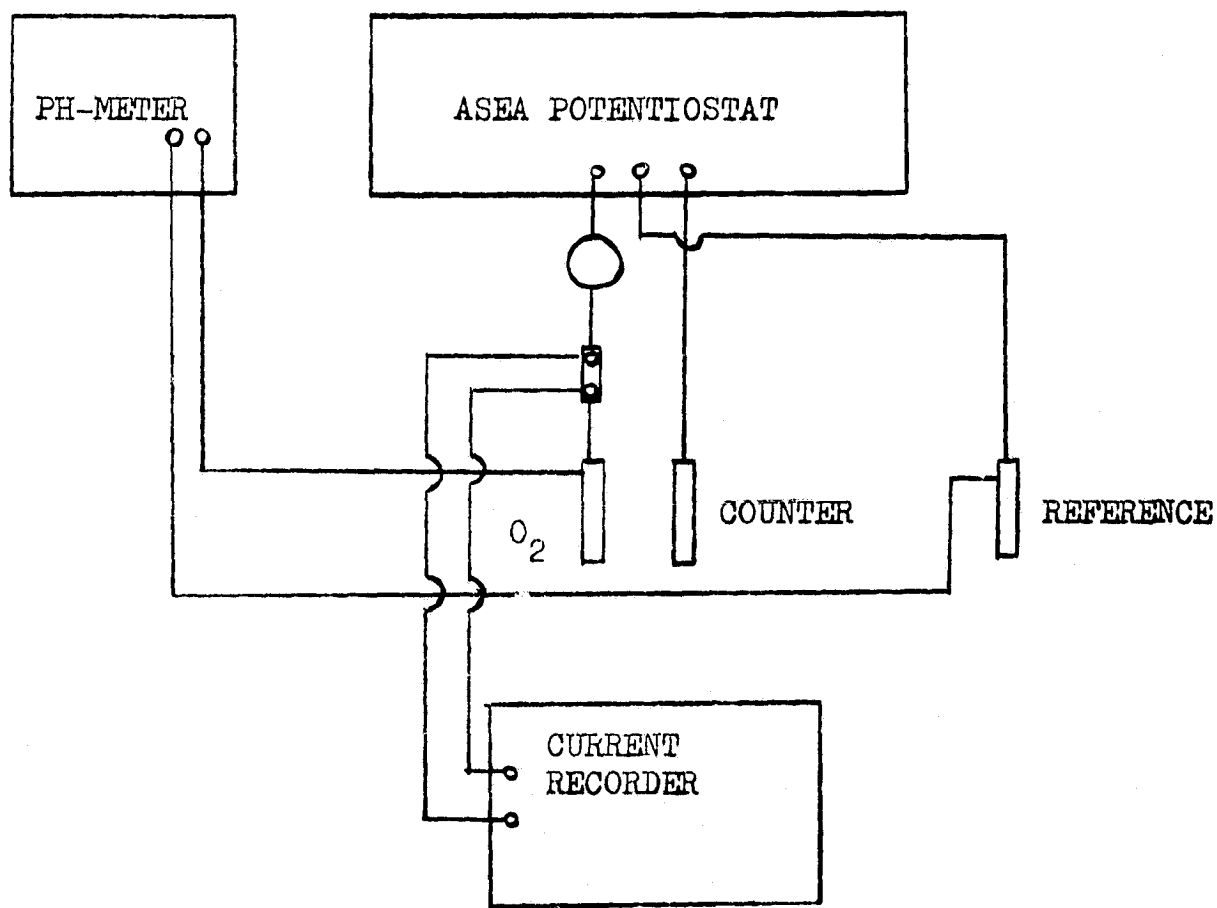 PH-METER
ASEA POTENTIOSTAT
O2
COUNTER
REFERENCE
CURRENT
RECORDER